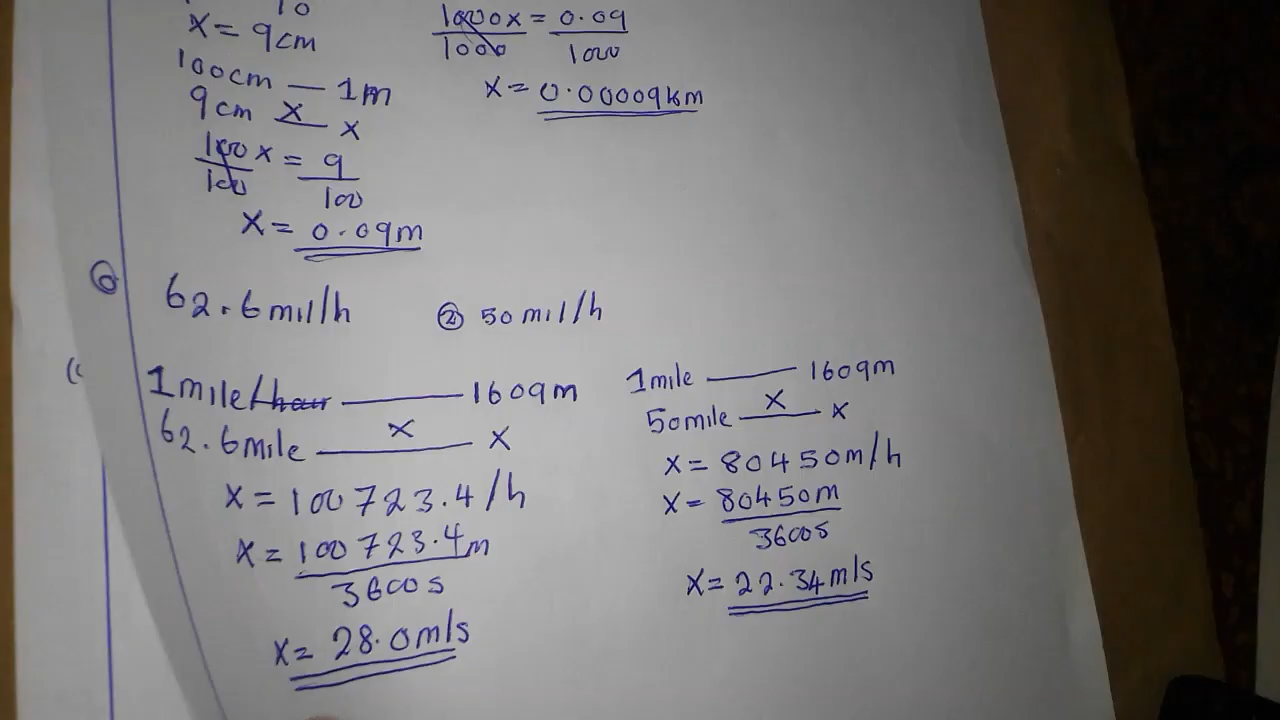 10
x = 9cm
100cm — 1m
9cm x x
100x = 9
100 100
x = 0.09m
1000x = 0.09
1000 1000
x = 0.00009km
62.6mil/h
② 50mil/h
(
1mile/hour — 1609m
62.6mile x x
x = 100723.4/h
x = 100723.4m
3600s
x = 28.0m/s
1mile — 1609m
50mile x x
x = 80450m/h
x = 80450m
3600s
x = 22.34m/s